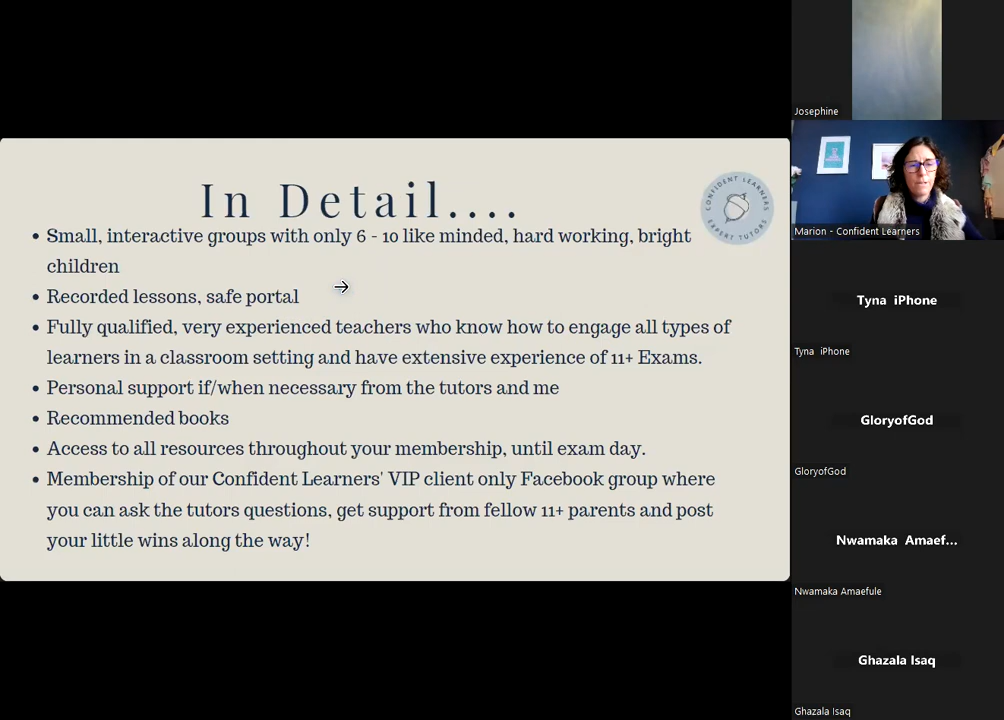 In Detail....
• Small, interactive groups with only 6 - 10 like minded, hard working, bright
children
• Recorded lessons, safe portal
• Fully qualified, very experienced teachers who know how to engage all types of
learners in a classroom setting and have extensive experience of 11+ Exams.
• Personal support if/when necessary from the tutors and me
• Recommended books
• Access to all resources throughout your membership, until exam day.
• Membership of our Confident Learners' VIP client only Facebook group where
you can ask the tutors questions, get support from fellow 11+ parents and post
your little wins along the way!
CONFIDENT LEARNERS
EXPERT TUTORS
Josephine
Marion - Confident Learners
Tyna iPhone
Tyna iPhone
GloryofGod
GloryofGod
Nwamaka Amaef...
Nwamaka Amaefule
Ghazala Isaq
Ghazala Isaq